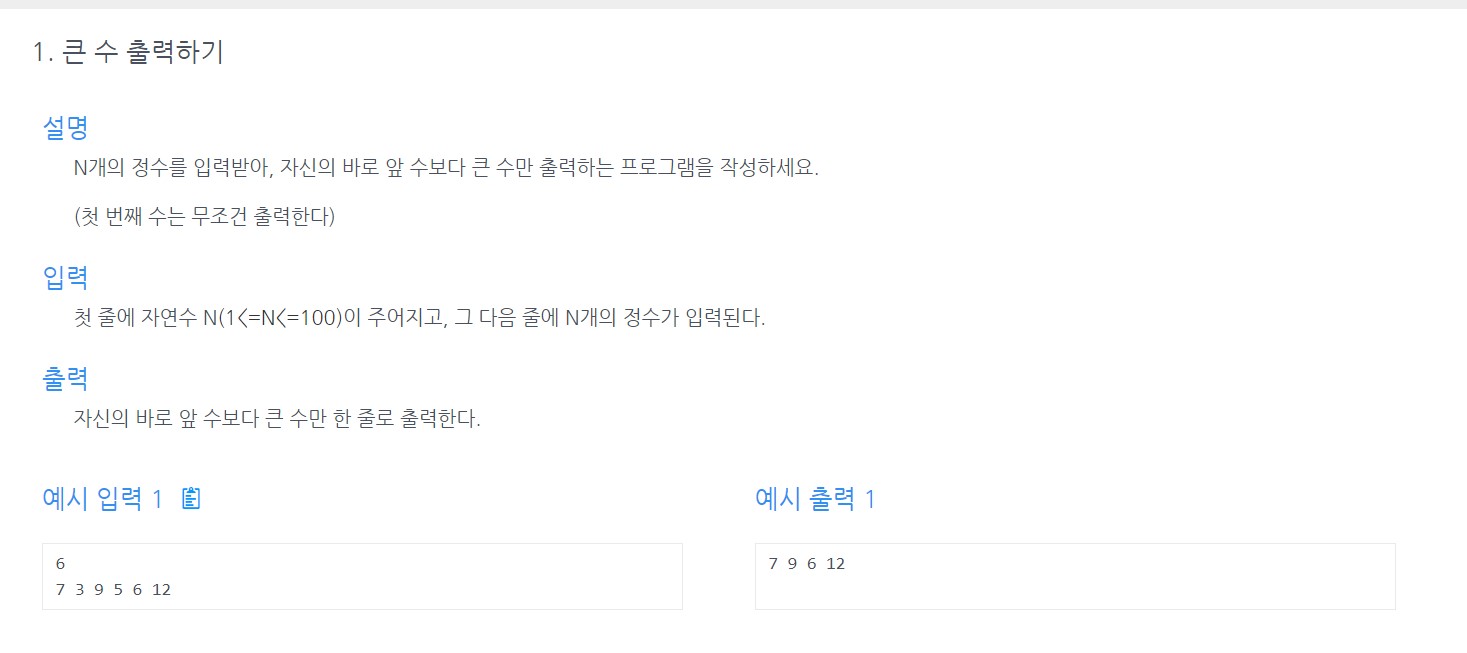 1. 큰 수 출력하기
설명
N개의 정수를 입력받아, 자신의 바로 앞 수보다 큰 수만 출력하는 프로그램을 작성하세요.
(첫 번째 수는 무조건 출력한다)
입력
첫 줄에 자연수 N(1<=N<=100)이 주어지고, 그 다음 줄에 N개의 정수가 입력된다.
출력
자신의 바로 앞 수보다 큰 수만 한 줄로 출력한다.
예시 입력 1
6
7 3 9 5 6 12
예시 출력 1
7 9 6 12